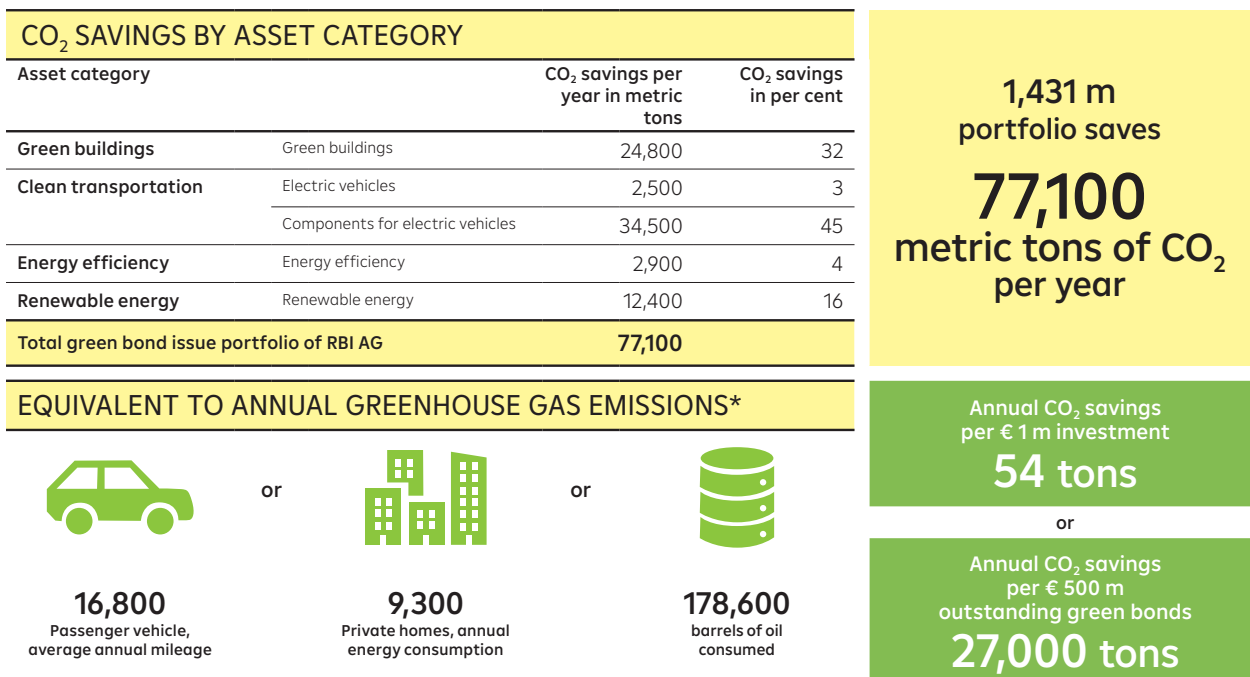 CO₂ SAVINGS BY ASSET CATEGORY
Asset category
CO₂ savings per
year in metric
tons
CO₂ savings
in per cent
Green buildings Green buildings 24,800 32
Clean transportation Electric vehicles 2,500 3
Components for electric vehicles 34,500 45
Energy efficiency Energy efficiency 2,900 4
Renewable energy Renewable energy 12,400 16
Total green bond issue portfolio of RBI AG 77,100
1,431 m
portfolio saves
77,100
metric tons of CO₂
per year
EQUIVALENT TO ANNUAL GREENHOUSE GAS EMISSIONS*
or
or
16,800
Passenger vehicle,
average annual mileage
9,300
Private homes, annual
energy consumption
178,600
barrels of oil
consumed
Annual CO₂ savings
per € 1 m investment
54 tons
or
Annual CO₂ savings
per € 500 m
outstanding green bonds
27,000 tons